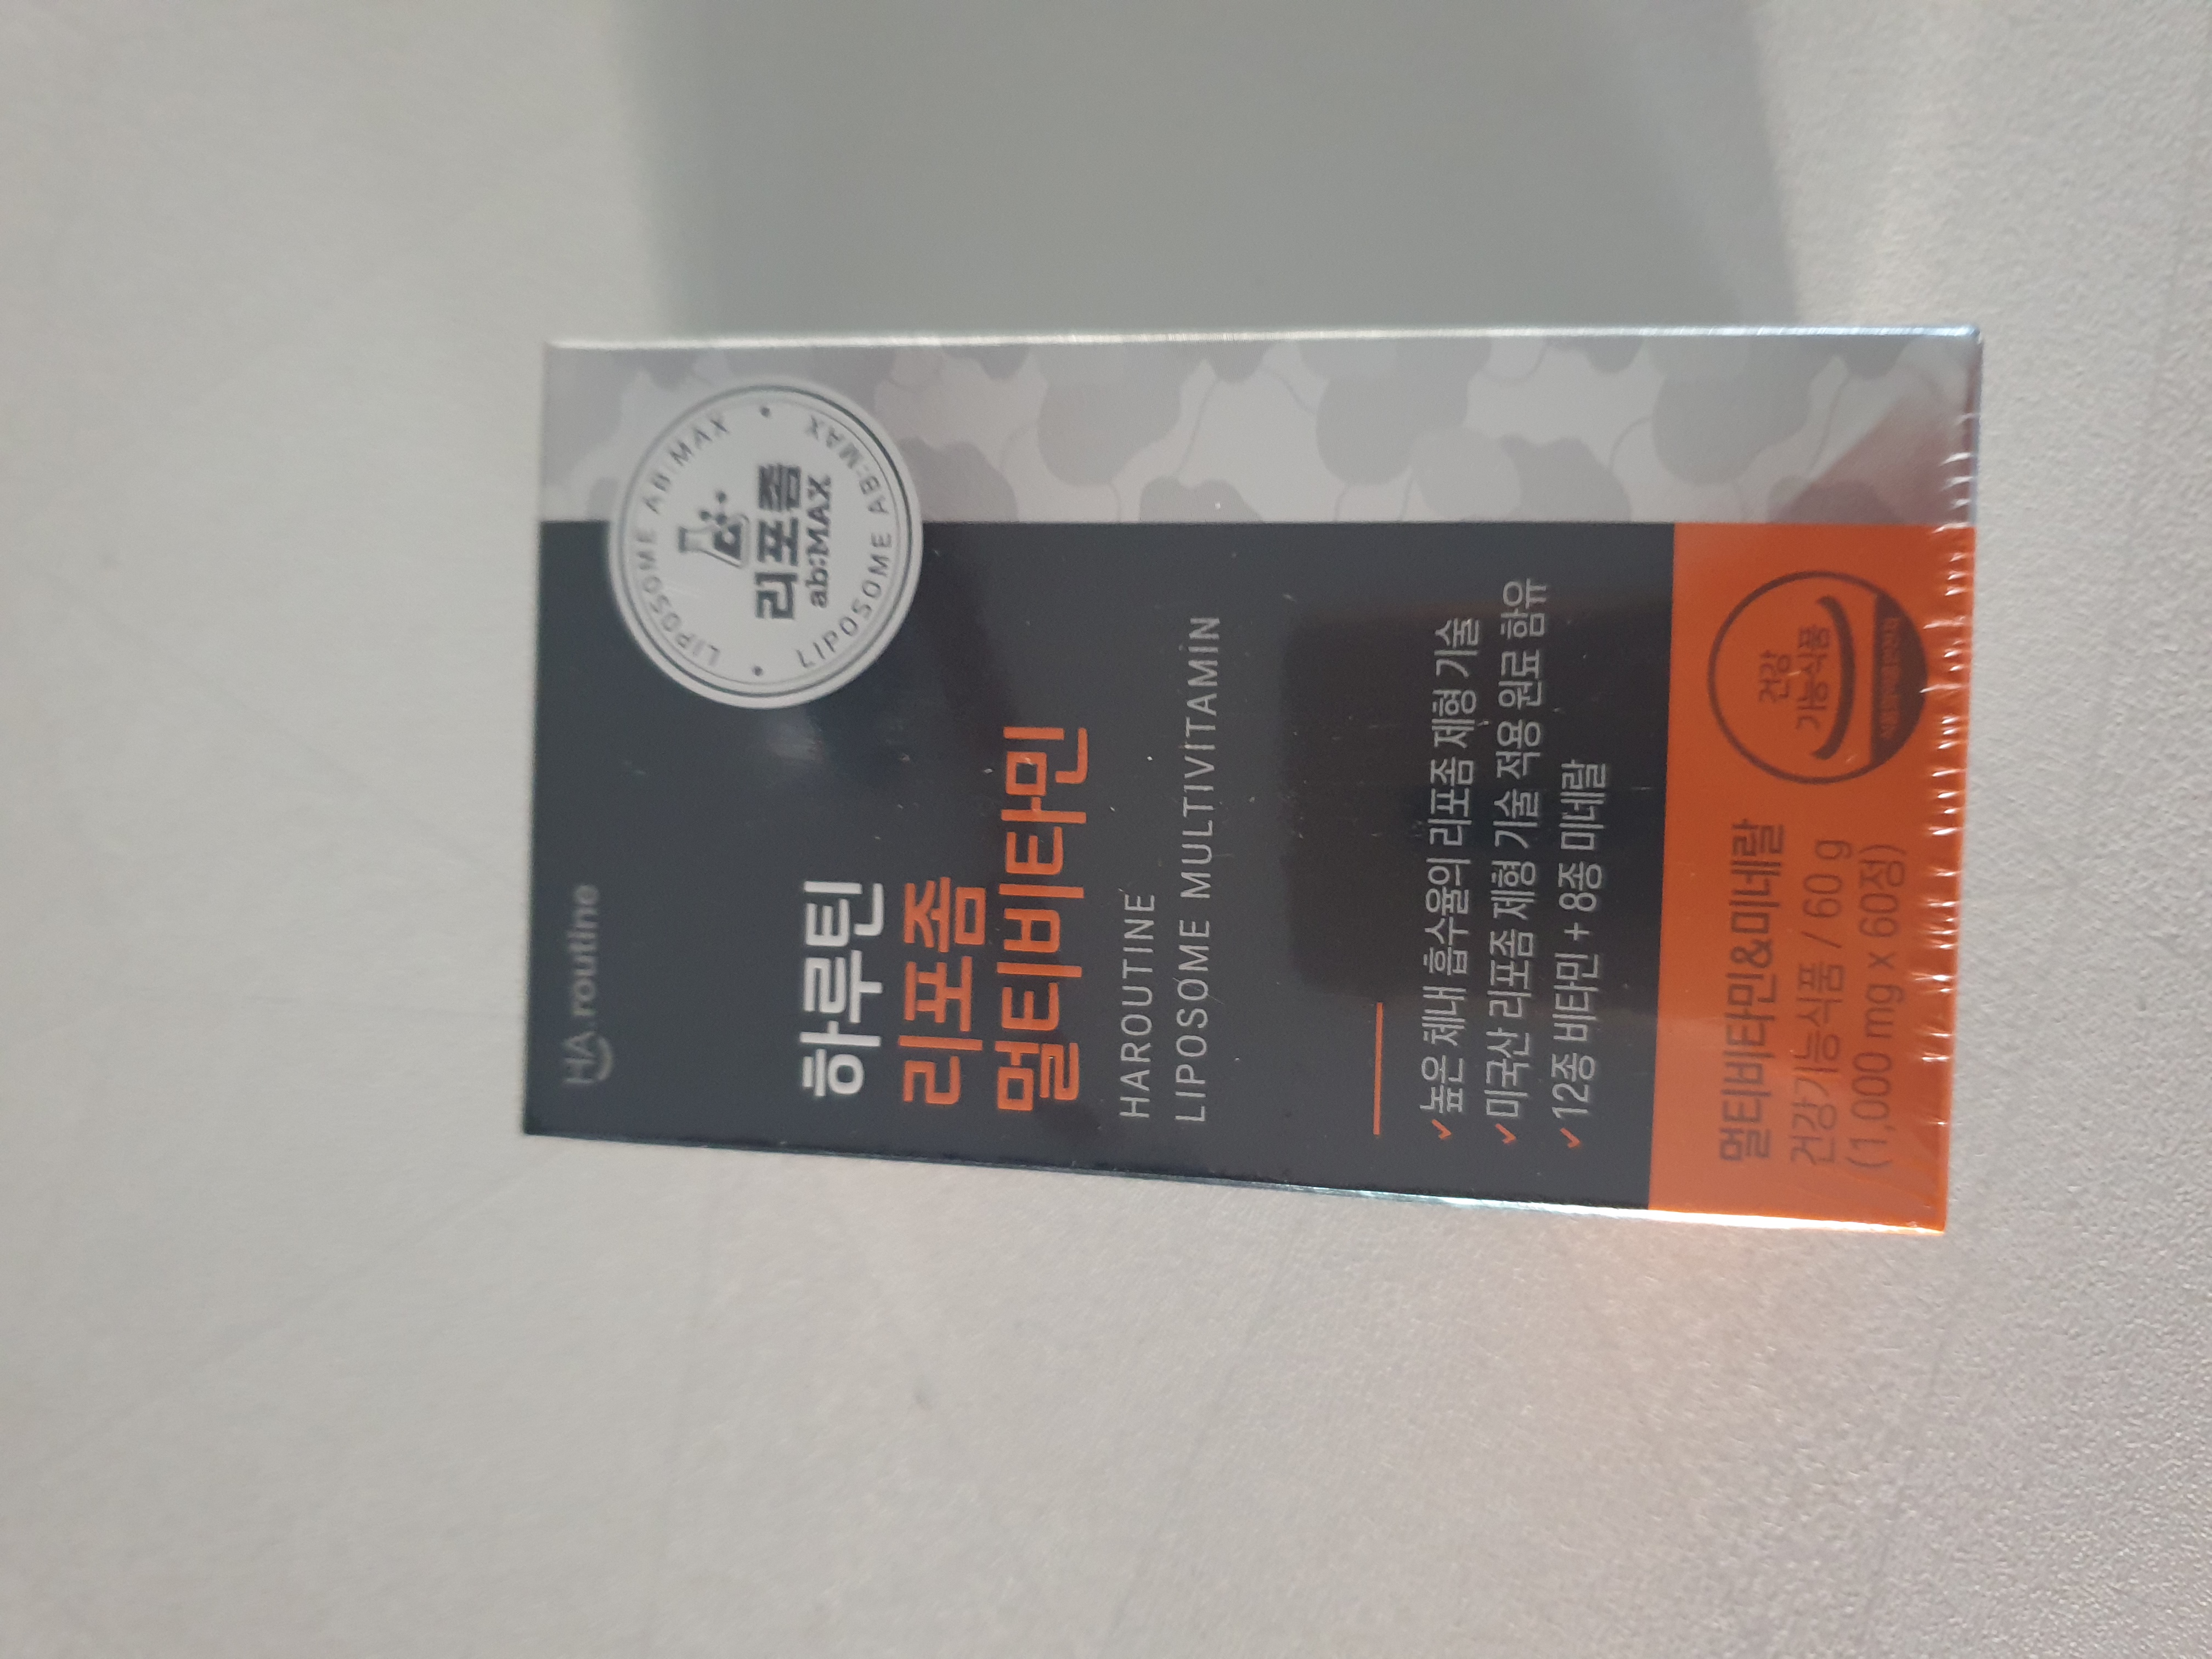 HA.routine
LIPOSOME AB:MAX
리포좀
ab:MAX
LIPOSOME AB:MAX
하루틴
리포좀
멀티비타민
HAROUTINE
LIPOSOME MULTIVITAMIN
✓높은 체내 흡수율의 리포좀 제형 기술
✓미국산 리포좀 제형 기술 적용 원료 함유
✓12종 비타민 + 8종 미네랄
멀티비타민&미네랄
건강기능식품 / 60 g
(1,000 mg x 60정)
건강
기능식품